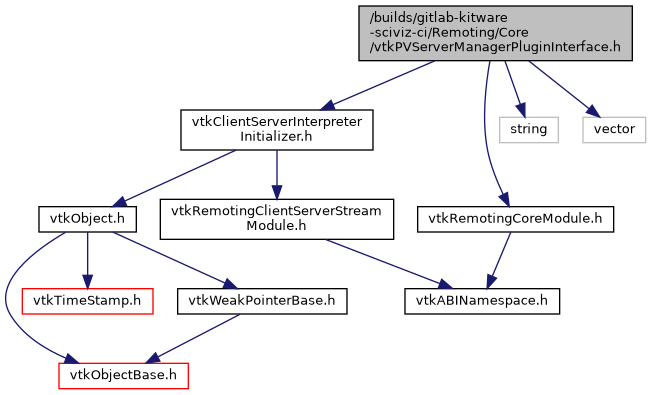 /builds/gitlab-kitware
-sciviz-ci/Remoting/Core
/vtkPVServerManagerPluginInterface.h
vtkClientServerInterpreter
Initializer.h
string
vector
vtkObject.h
vtkRemotingClientServerStream
Module.h
vtkRemotingCoreModule.h
vtkTimeStamp.h
vtkWeakPointerBase.h
vtkABINamespace.h
vtkObjectBase.h